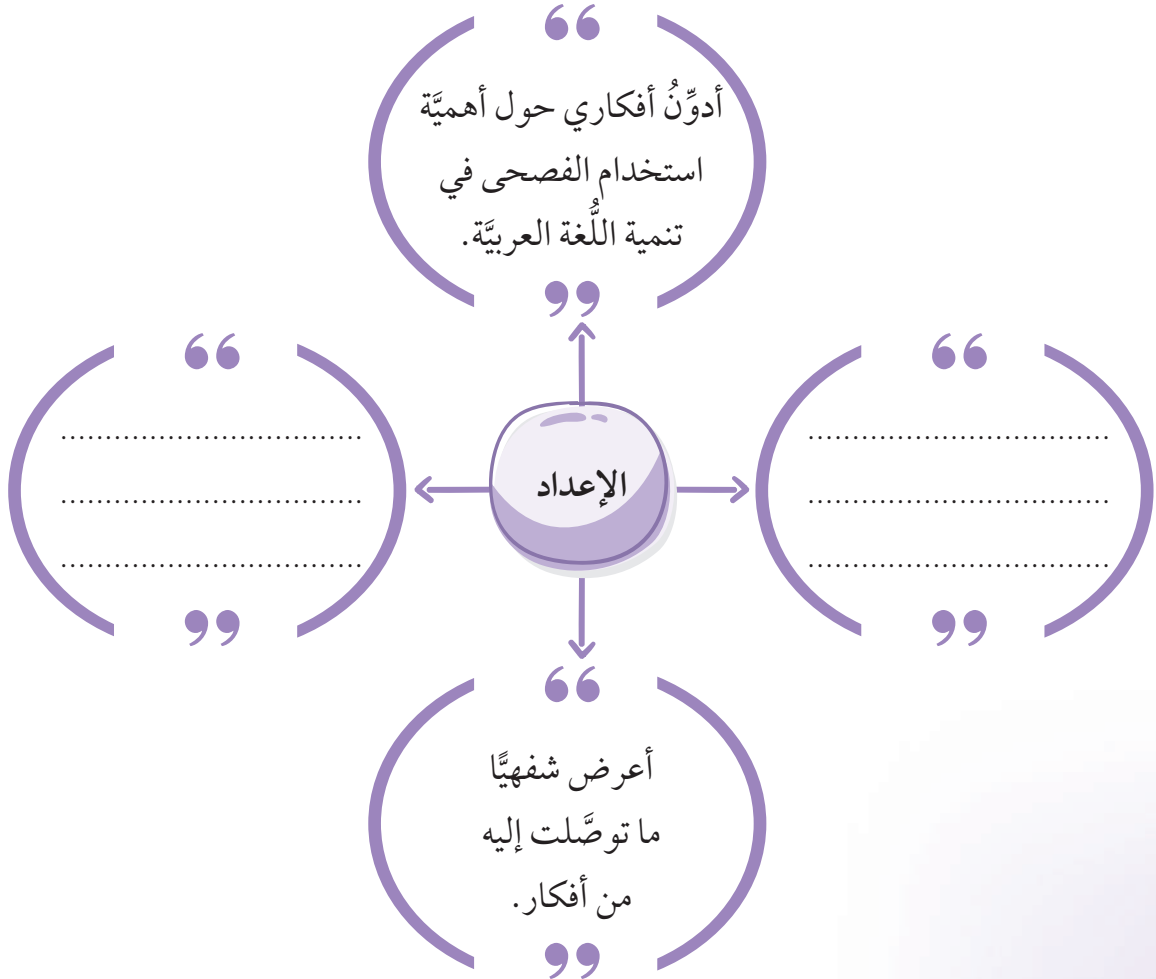 أدوِّنُ أفكاري حول أهميَّة
استخدام الفصحى في
تنمية اللُّغة العربيَّة.
................................
................................
................................
الإعداد
................................
................................
................................
أعرض شفهيًّا
ما توصَّلت إليه
من أفكار.